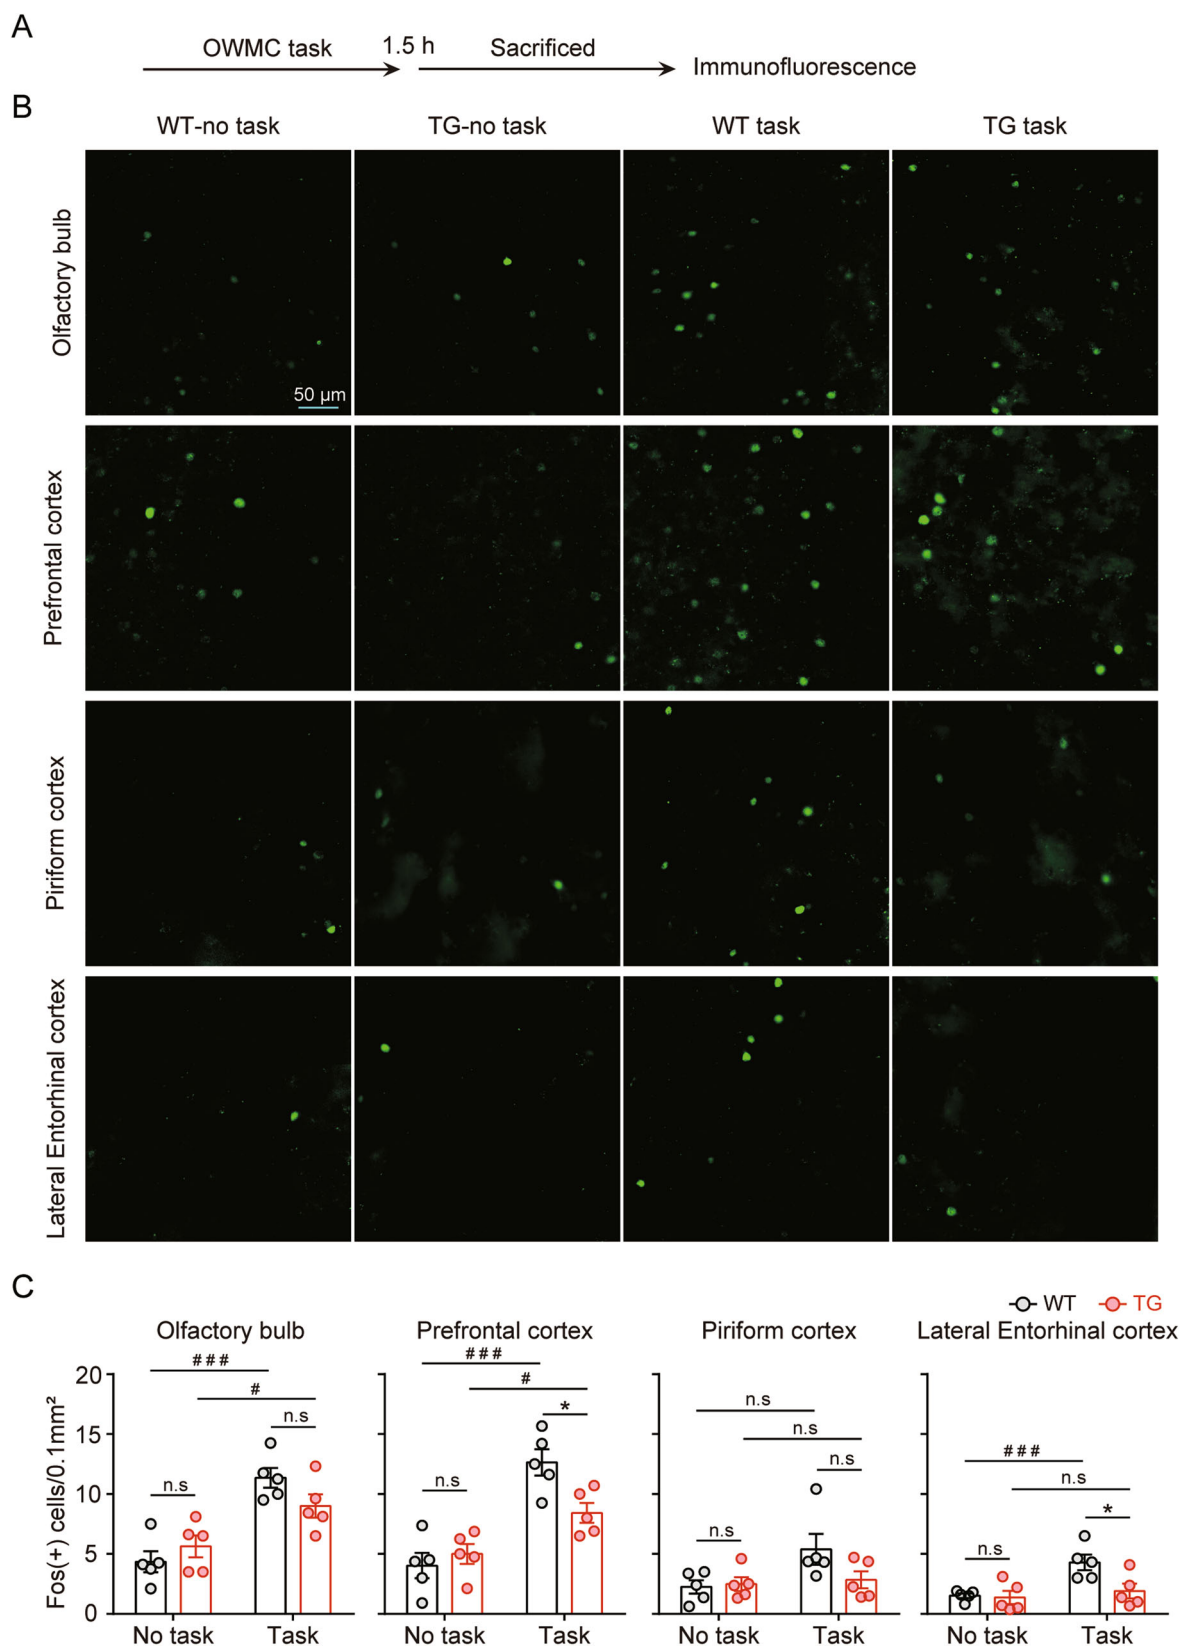 A
OWMC task
1.5 h
Sacrificed
Immunofluorescence
B
WT-no task
TG-no task
WT task
TG task
Olfactory bulb
50 μm
Prefrontal cortex
Piriform cortex
Lateral Entorhinal cortex
C
WT
TG
Olfactory bulb
Prefrontal cortex
Piriform cortex
Lateral Entorhinal cortex
Fos(+) cells/0.1mm²
20
15
10
5
0
###
#
n.s
n.s
No task
Task
###
#
*
n.s
No task
Task
n.s
n.s
n.s
n.s
No task
Task
###
n.s
*
n.s
No task
Task